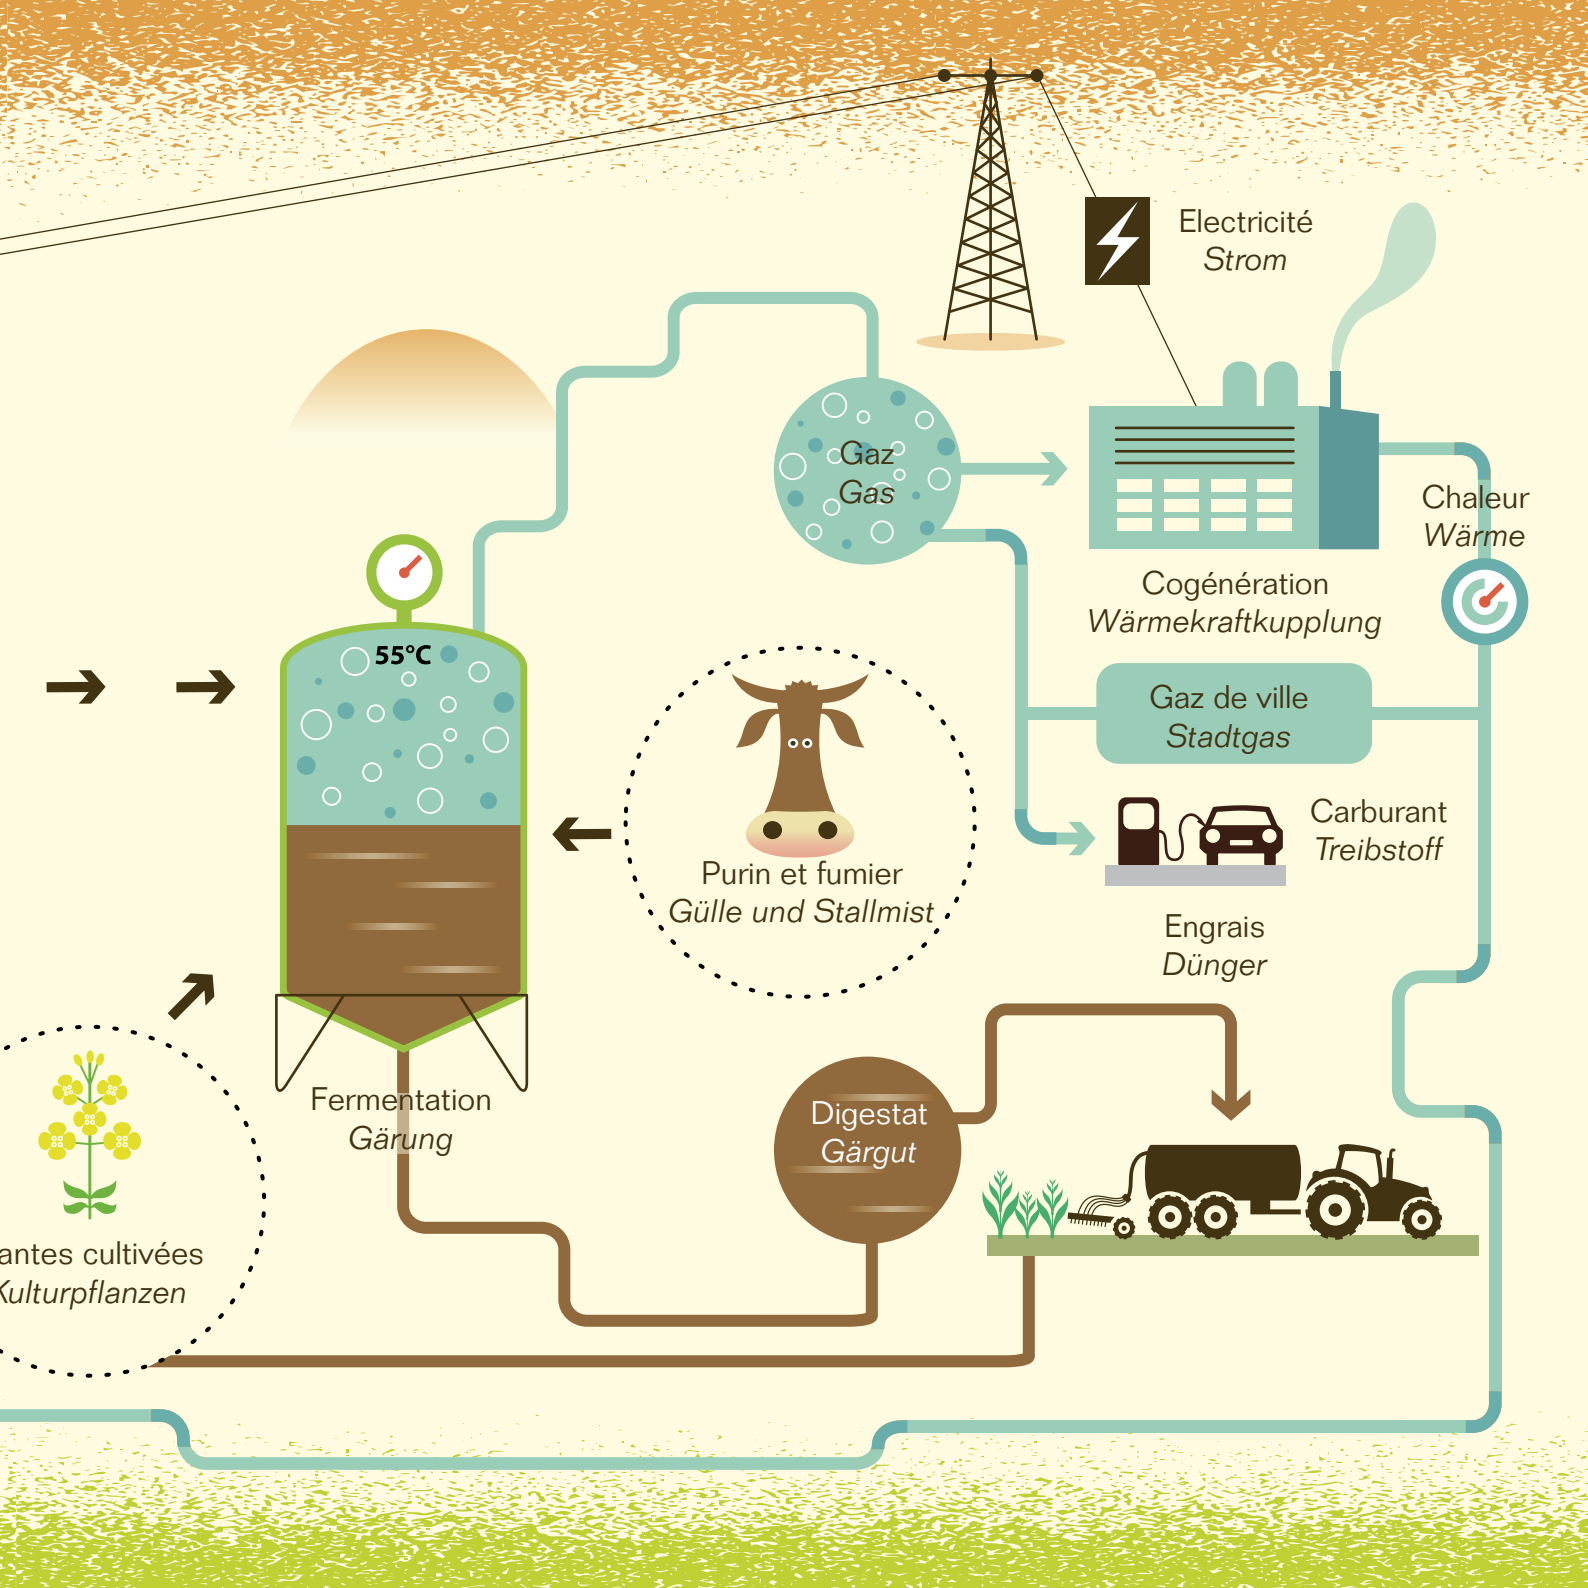 Electricité
Strom
Gaz
Gas
Chaleur
Wärme
Cogénération
Wärmekraftkupplung
55°C
Gaz de ville
Stadtgas
Carburant
Treibstoff
Purin et fumier
Gülle und Stallmist
Engrais
Dünger
Fermentation
Gärung
Digestat
Gärgut
antes cultivées
Kulturpflanzen